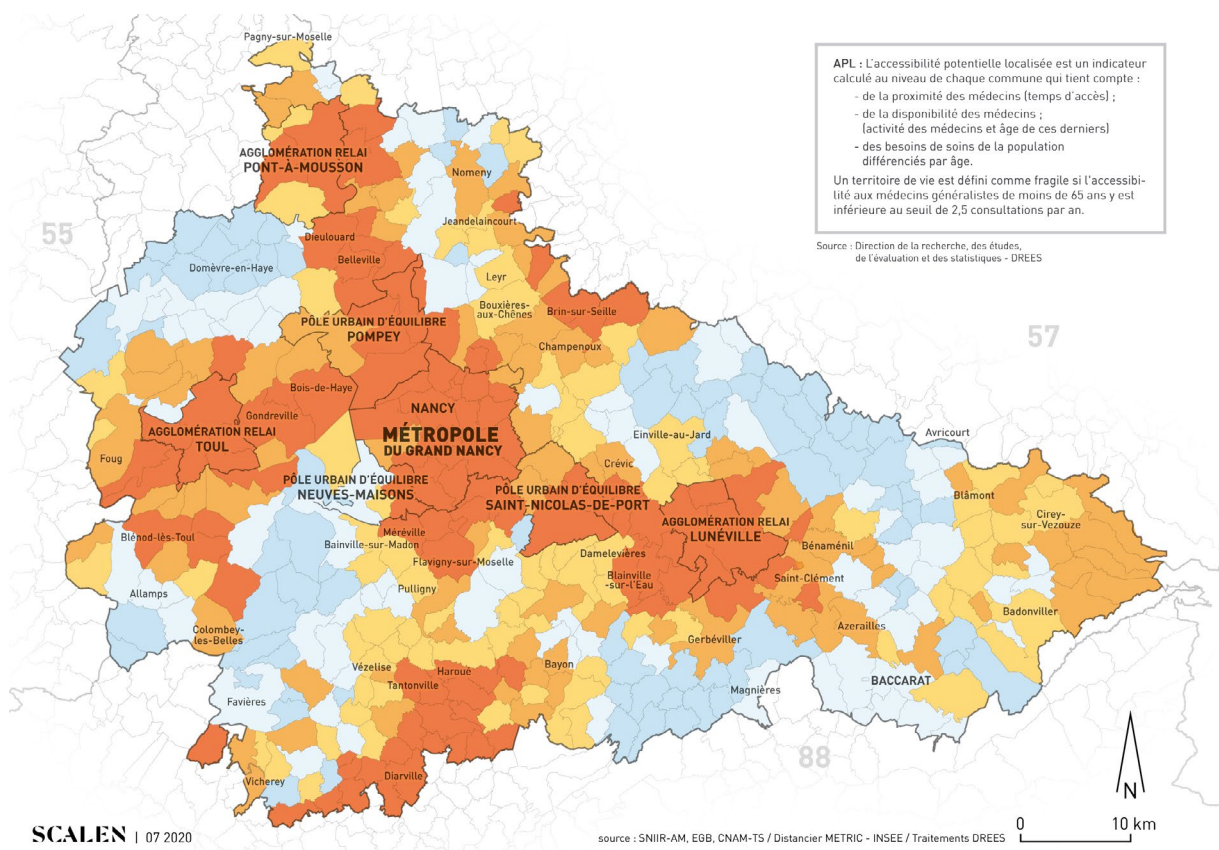 Pagny-sur-Moselle
APL : L'accessibilité potentielle localisée est un indicateur
calculé au niveau de chaque commune qui tient compte :
- de la proximité des médecins (temps d'accès) ;
- de la disponibilité des médecins ;
(activité des médecins et âge de ces derniers)
- des besoins de soins de la population
différenciés par âge.
Un territoire de vie est défini comme fragile si l'accessibi-
lité aux médecins généralistes de moins de 65 ans y est
inférieure au seuil de 2,5 consultations par an.
Source : Direction de la recherche, des études,
de l'évaluation et des statistiques - DREES
AGGLOMÉRATION RELAI
PONT-À-MOUSSON
Nomeny
Jeandelaincourt
55
Dieulouard
Belleville
Domèvre-en-Haye
Leyr
Bouxières-
aux-Chênes
Brin-sur-Seille
PÔLE URBAIN D'ÉQUILIBRE
POMPEY
57
Champenoux
Bois-de-Haye
Gondreville
NANCY
MÉTROPOLE
DU GRAND NANCY
AGGLOMÉRATION RELAI
TOUL
Foug
Einville-au-Jard
Avricourt
Crévic
PÔLE URBAIN D'ÉQUILIBRE
NEUVES-MAISONS
PÔLE URBAIN D'ÉQUILIBRE
SAINT-NICOLAS-DE-PORT
Blâmont
Cirey-
sur-Vezouze
AGGLOMÉRATION RELAI
LUNÉVILLE
Blénod-lès-Toul
Méréville
Bainville-sur-Madon
Flavigny-sur-Moselle
Damelevières
Bénaménil
Blainville
-sur-l'Eau
Saint-Clément
Pulligny
Allamps
Badonviller
Azerailles
Colombey-
les-Belles
Gerbéviller
Vézelise
Haroué
Bayon
Tantonville
BACCARAT
Magnières
Favières
88
Vicherey
Diarville
N
SCALEN | 07 2020
source : SNIIR-AM, EGB, CNAM-TS / Distancier METRIC - INSEE / Traitements DREES
0 10 km